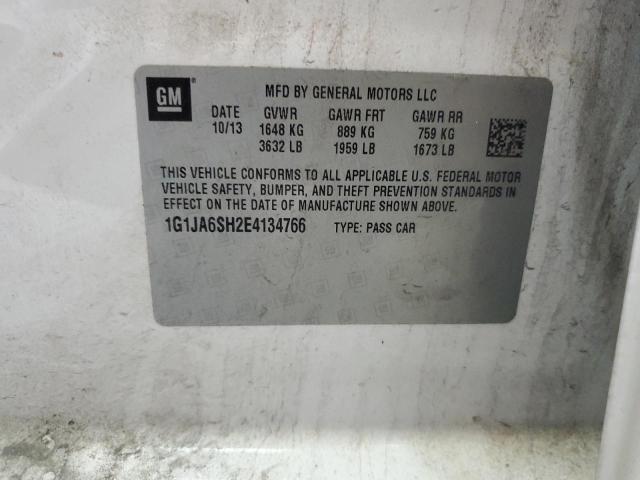 GM
MFD BY GENERAL MOTORS LLC
DATE GVWR GAWR FRT GAWR RR
10/13 1648 KG 889 KG 759 KG
3632 LB 1959 LB 1673 LB
THIS VEHICLE CONFORMS TO ALL APPLICABLE U.S. FEDERAL MOTOR
VEHICLE SAFETY, BUMPER, AND THEFT PREVENTION STANDARDS IN
EFFECT ON THE DATE OF MANUFACTURE SHOWN ABOVE.
1G1JA6SH2E4134766 TYPE: PASS CAR